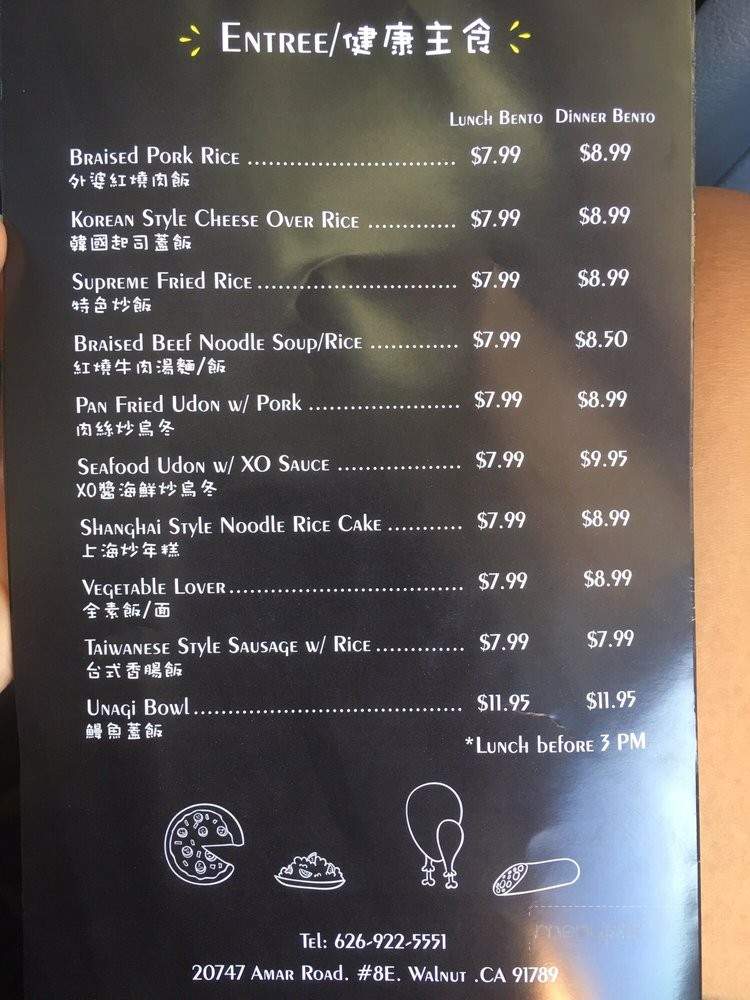 ENTREE/健康主食
LUNCH BENTO DINNER BENTO
BRAISED PORK RICE ................................ $7.99 $8.99
外婆紅燒肉飯
KOREAN STYLE CHEESE OVER RICE ............. $7.99 $8.99
韓國起司蓋飯
SUPREME FRIED RICE ............................... $7.99 $8.99
特色炒飯
BRAISED BEEF NOODLE SOUP/RICE ............. $7.99 $8.50
紅燒牛肉湯麵/飯
PAN FRIED UDON W/ PORK ...................... $7.99 $8.99
肉絲炒烏冬
SEAFOOD UDON W/ XO SAUCE .................. $7.99 $9.95
XO醬海鮮炒烏冬
SHANGHAI STYLE NOODLE RICE CAKE ........... $7.99 $8.99
上海炒年糕
VEGETABLE LOVER .................................. $7.99 $8.99
全素飯/面
TAIWANESE STYLE SAUSAGE W/ RICE ............. $7.99 $7.99
台式香腸飯
UNAGI BOWL ....................................... $11.95 $11.95
鰻魚蓋飯
*LUNCH BEFORE 3 PM
TEL: 626-922-5551
20747 AMAR ROAD. #8E. WALNUT .CA 91789